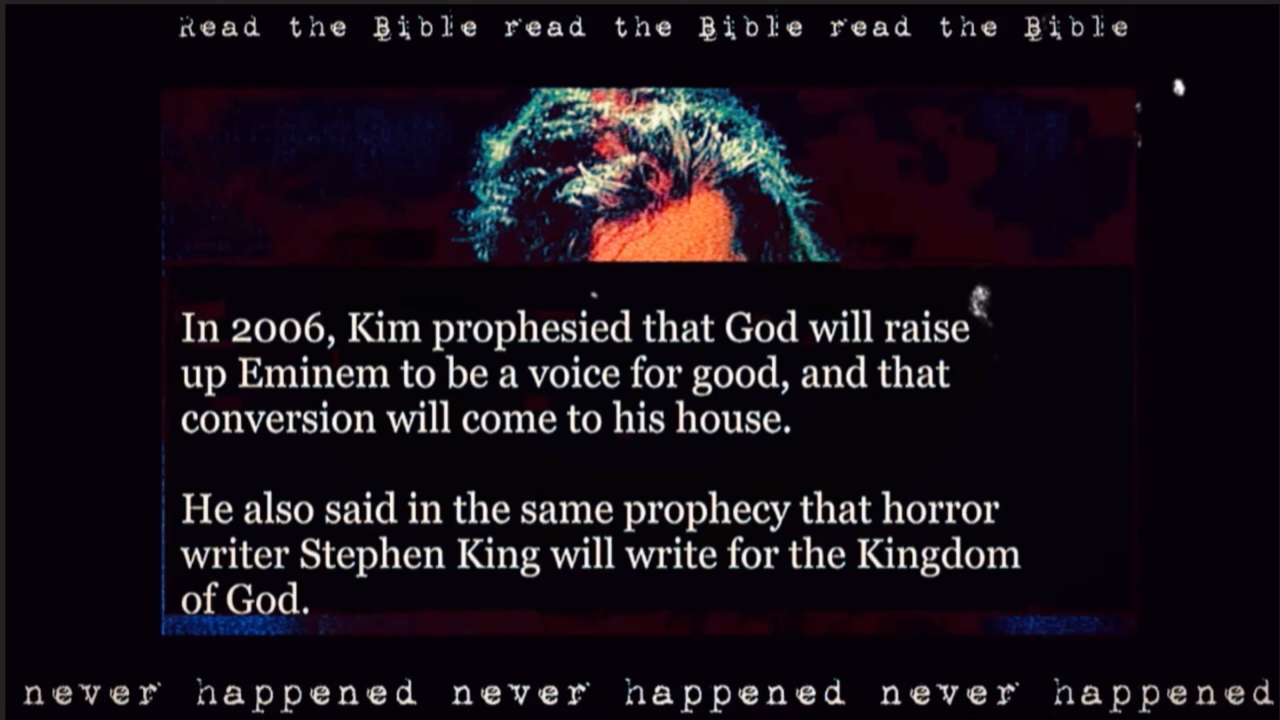 Read the Bible read the Bible read the Bible
In 2006, Kim prophesied that God will raise
up Eminem to be a voice for good, and that
conversion will come to his house.
He also said in the same prophecy that horror
writer Stephen King will write for the Kingdom
of God.
never happened never happened never happened